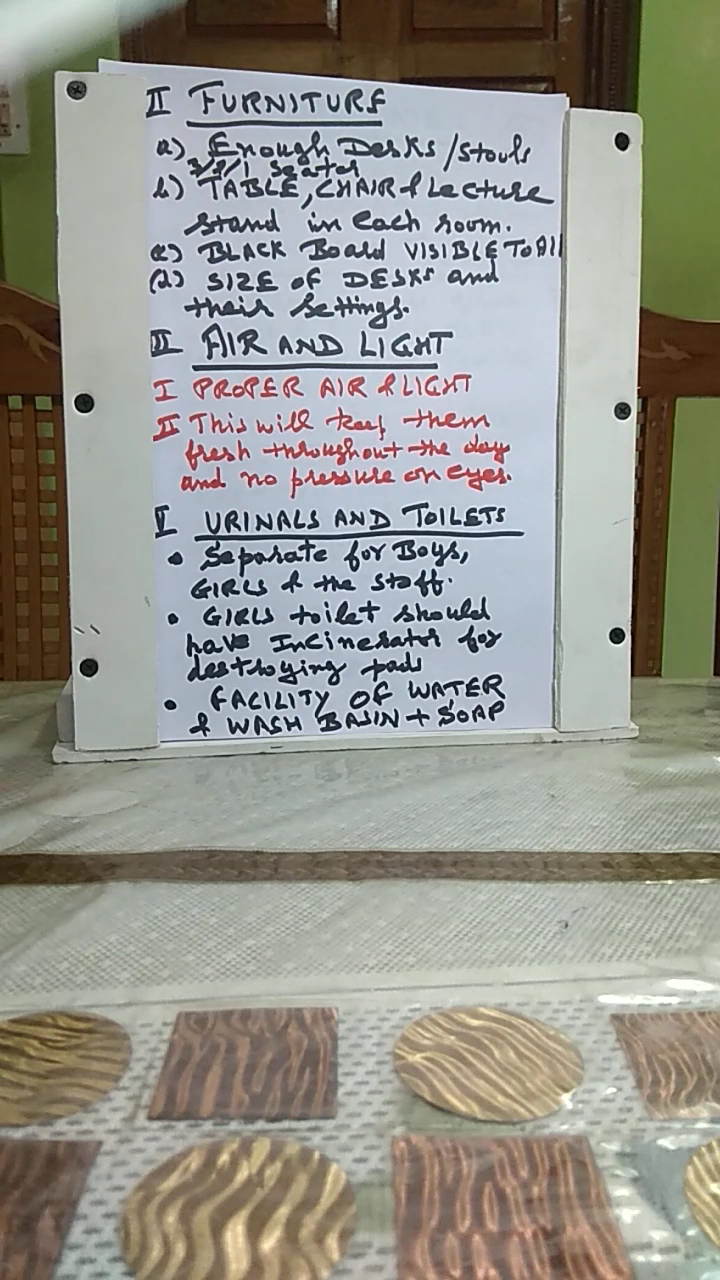 II FURNITURE
a) Enough Desks/stools
3/2/1 Seater
b) TABLE, CHAIR & Lecture
stand in Each room.
(c) BLACK Board VISIBLE To All
(d) SIZE OF DESKS and
their Settings.
II AIR AND LIGHT
I PROPER AIR & LIGHT
II This will keep them
fresh throughout the day
and no pressure on eyes.
V URINALS AND TOILETS
• Separate for Boys,
GIRLS & the staff.
• GIRLS toilet should
have Incinerator for
destroying pads
• FACILITY OF WATER
& WASH BASIN + SOAP